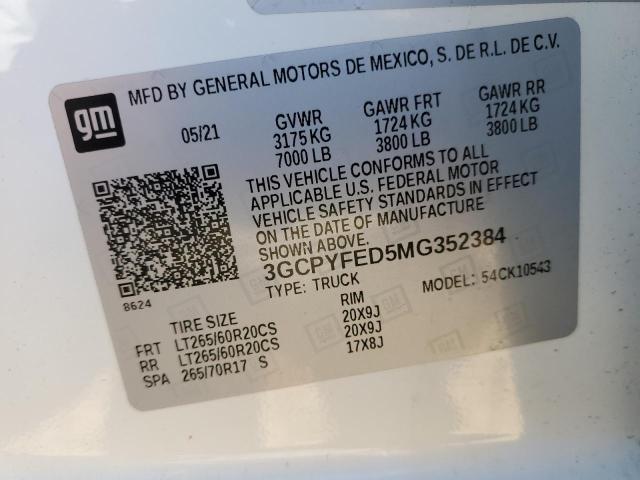 MFD BY GENERAL MOTORS DE MEXICO, S. DE R.L. DE C.V.
gm
05/21
GVWR GAWR FRT GAWR RR
3175 KG 1724 KG 1724 KG
7000 LB 3800 LB 3800 LB
THIS VEHICLE CONFORMS TO ALL
APPLICABLE U.S. FEDERAL MOTOR
VEHICLE SAFETY STANDARDS IN EFFECT
ON THE DATE OF MANUFACTURE
SHOWN ABOVE.
3GCPYFED5MG352384
TYPE: TRUCK MODEL: 54CK10543
8624
TIRE SIZE RIM
FRT LT265/60R20CS 20X9J
RR LT265/60R20CS 20X9J
SPA 265/70R17 S 17X8J